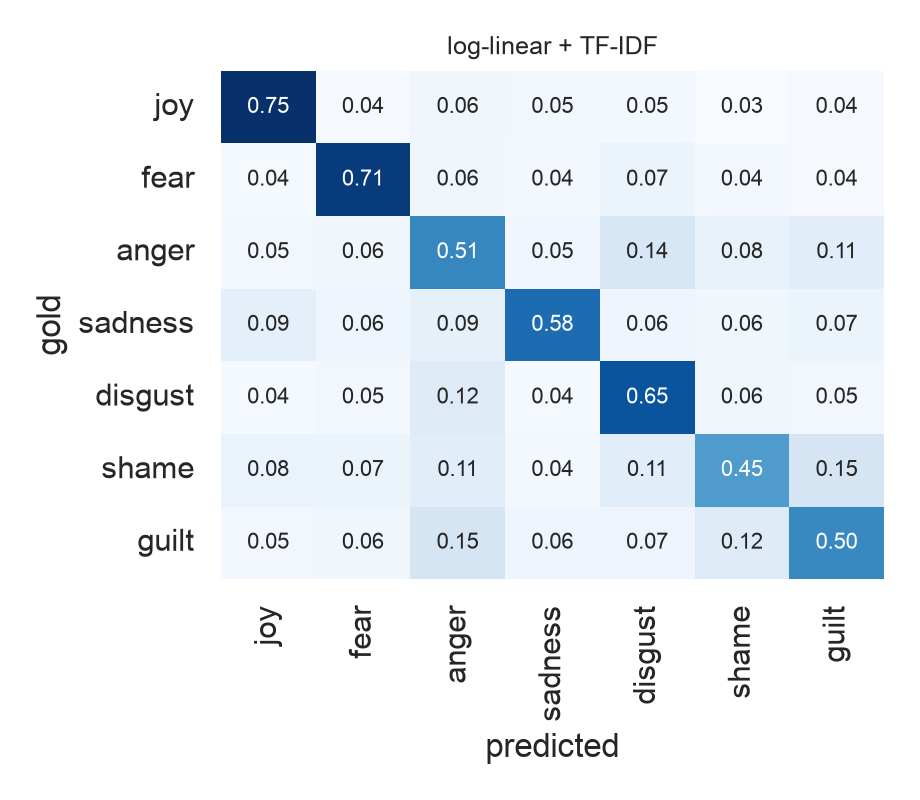 log-linear + TF-IDF
joy 0.75 0.04 0.06 0.05 0.05 0.03 0.04
fear 0.04 0.71 0.06 0.04 0.07 0.04 0.04
anger 0.05 0.06 0.51 0.05 0.14 0.08 0.11
sadness 0.09 0.06 0.09 0.58 0.06 0.06 0.07
disgust 0.04 0.05 0.12 0.04 0.65 0.06 0.05
shame 0.08 0.07 0.11 0.04 0.11 0.45 0.15
guilt 0.05 0.06 0.15 0.06 0.07 0.12 0.50
gold
joy fear anger sadness disgust shame guilt
predicted